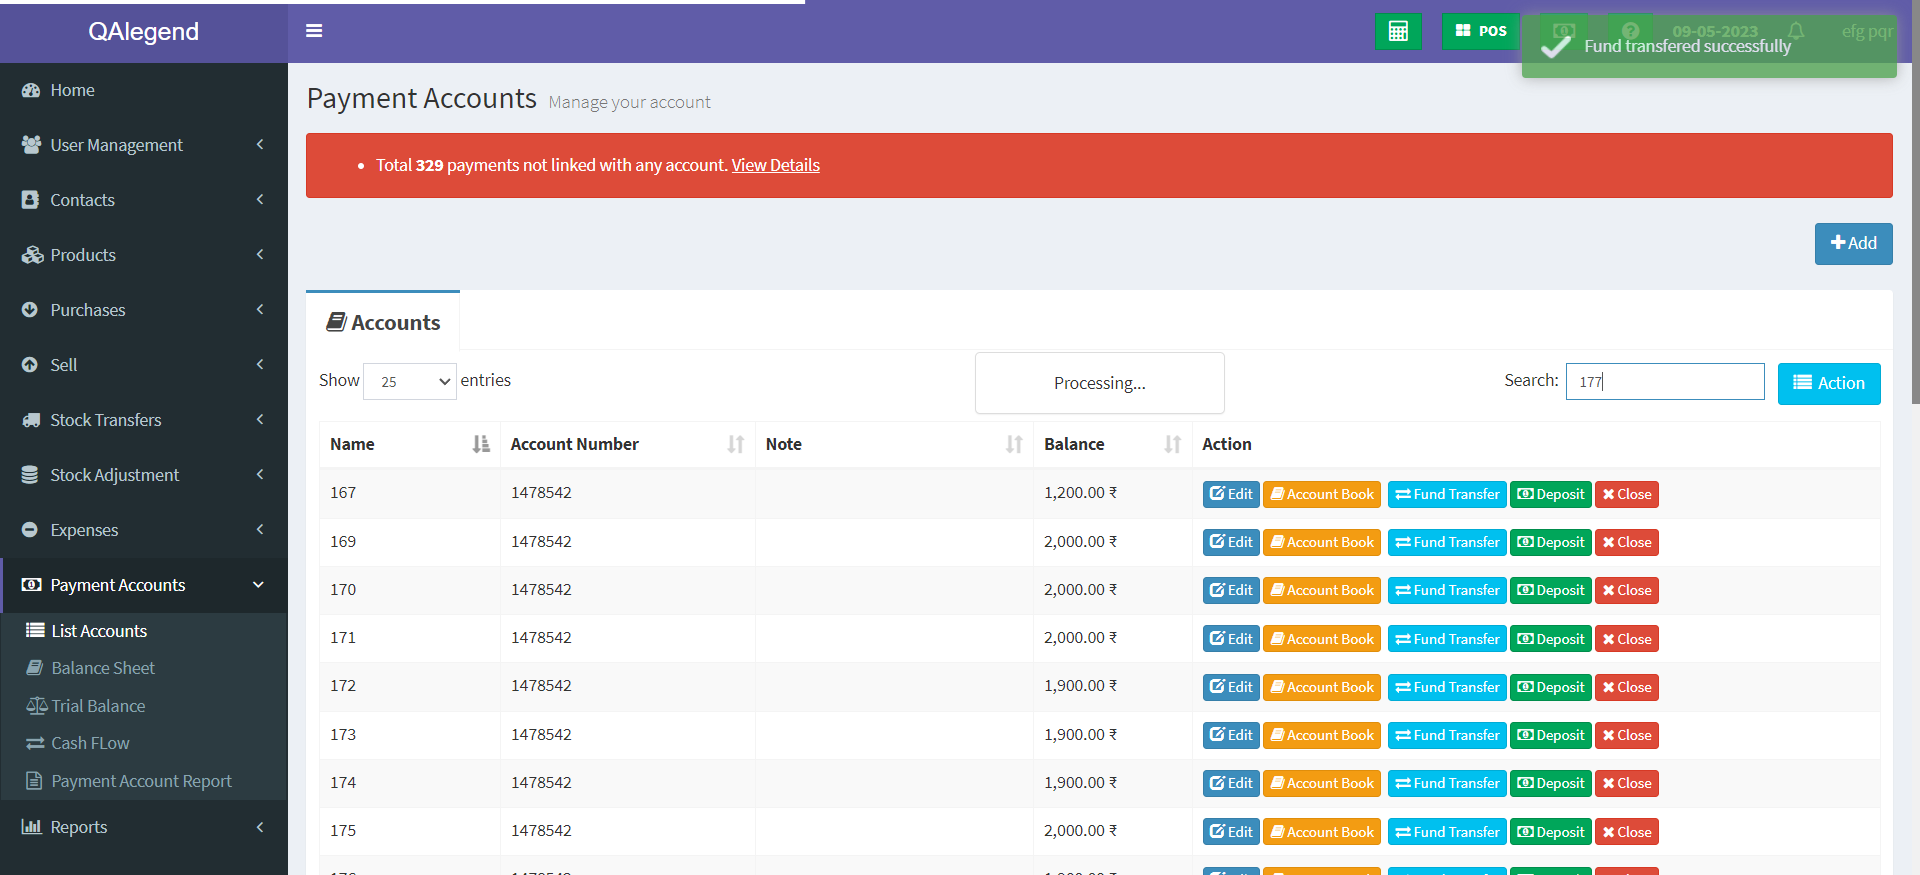 QAlegend
POS
09-05-2023
efg pqr
Fund transfered successfully
Home
User Management
Contacts
Products
Purchases
Sell
Stock Transfers
Stock Adjustment
Expenses
Payment Accounts
List Accounts
Balance Sheet
Trial Balance
Cash FLow
Payment Account Report
Reports
Payment Accounts Manage your account
Total 329 payments not linked with any account. View Details
Add
Accounts
Show 25 entries
Processing...
Search: 177
Action
Name Account Number Note Balance Action
167 1478542 1,200.00 ₹ Edit Account Book Fund Transfer Deposit Close
169 1478542 2,000.00 ₹ Edit Account Book Fund Transfer Deposit Close
170 1478542 2,000.00 ₹ Edit Account Book Fund Transfer Deposit Close
171 1478542 2,000.00 ₹ Edit Account Book Fund Transfer Deposit Close
172 1478542 1,900.00 ₹ Edit Account Book Fund Transfer Deposit Close
173 1478542 1,900.00 ₹ Edit Account Book Fund Transfer Deposit Close
174 1478542 1,900.00 ₹ Edit Account Book Fund Transfer Deposit Close
175 1478542 2,000.00 ₹ Edit Account Book Fund Transfer Deposit Close